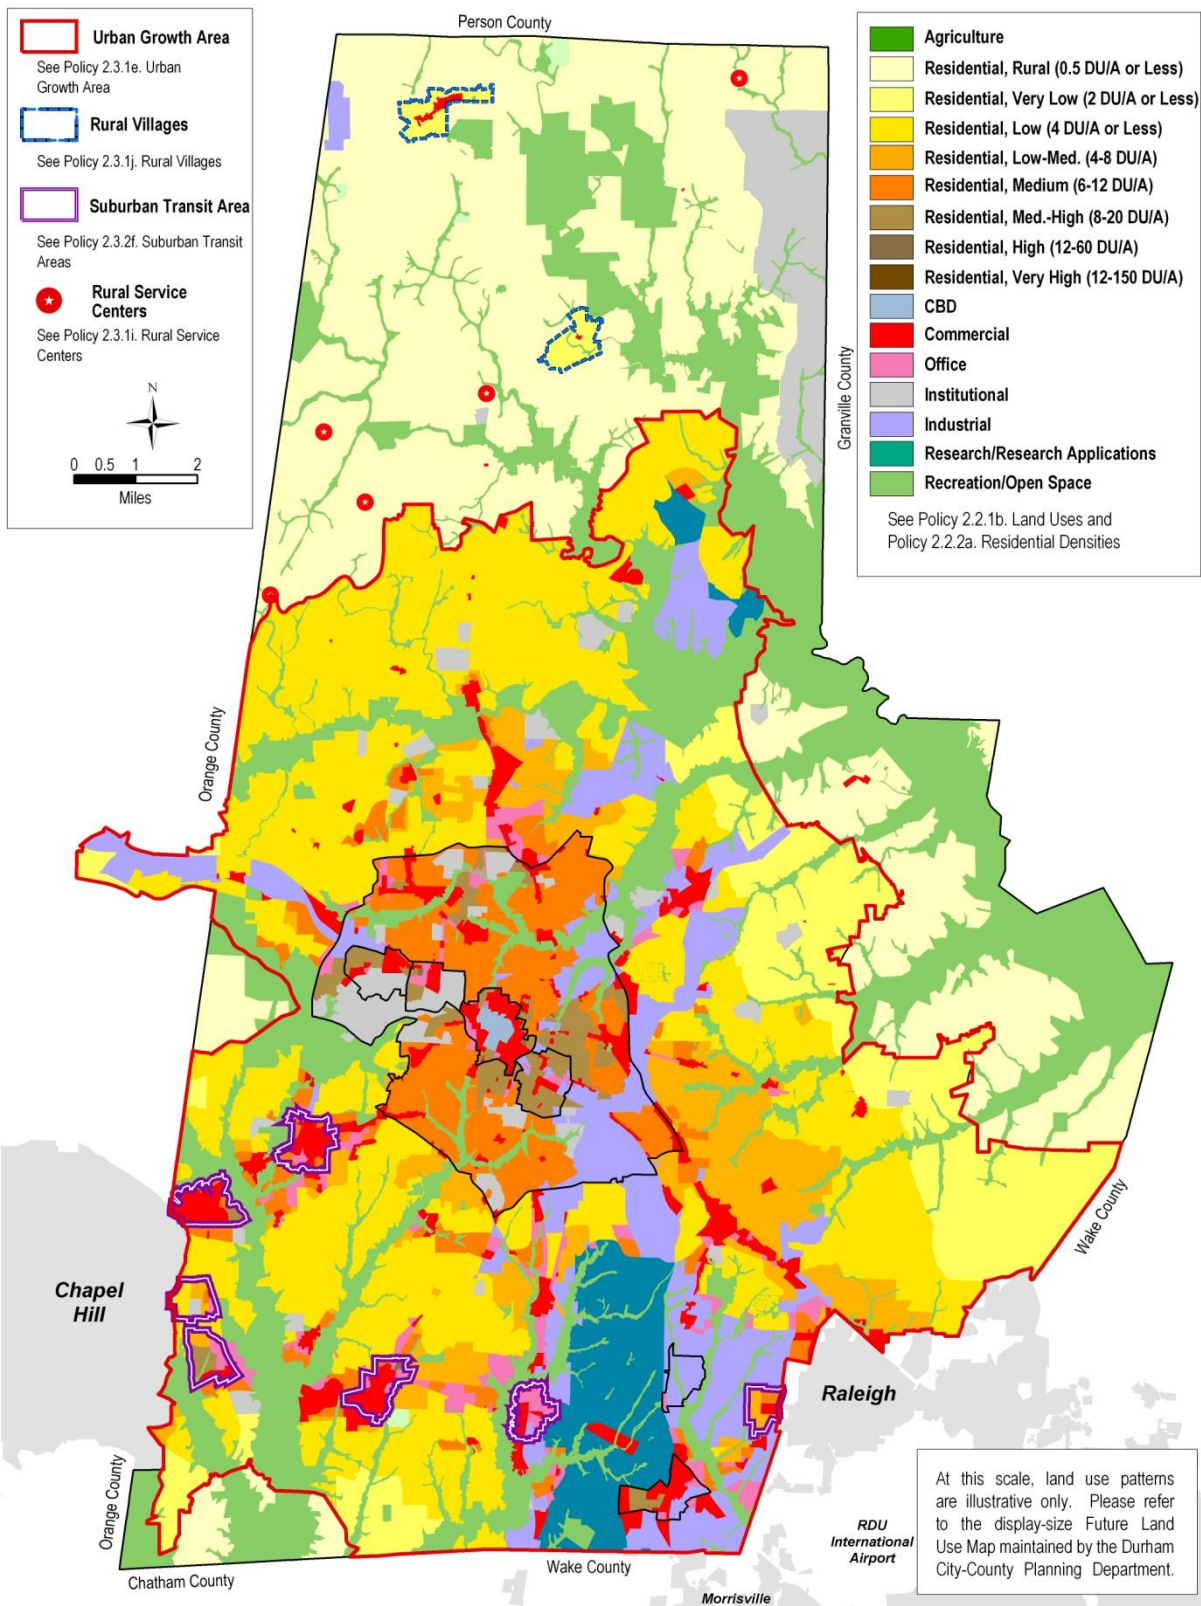 Urban Growth Area
See Policy 2.3.1e. Urban
Growth Area
Rural Villages
See Policy 2.3.1j. Rural Villages
Suburban Transit Area
See Policy 2.3.2f. Suburban Transit
Areas
Rural Service
Centers
See Policy 2.3.1i. Rural Service
Centers
N
0 0.5 1 2
Miles
Person County
Agriculture
Residential, Rural (0.5 DU/A or Less)
Residential, Very Low (2 DU/A or Less)
Residential, Low (4 DU/A or Less)
Residential, Low-Med. (4-8 DU/A)
Residential, Medium (6-12 DU/A)
Residential, Med.-High (8-20 DU/A)
Residential, High (12-60 DU/A)
Residential, Very High (12-150 DU/A)
CBD
Commercial
Office
Institutional
Industrial
Research/Research Applications
Recreation/Open Space
See Policy 2.2.1b. Land Uses and
Policy 2.2.2a. Residential Densities
Granville County
Orange County
Wake County
Chapel
Hill
Raleigh
Orange County
Chatham County
Wake County
Morrisville
RDU
International
Airport
At this scale, land use patterns
are illustrative only. Please refer
to the display-size Future Land
Use Map maintained by the Durham
City-County Planning Department.